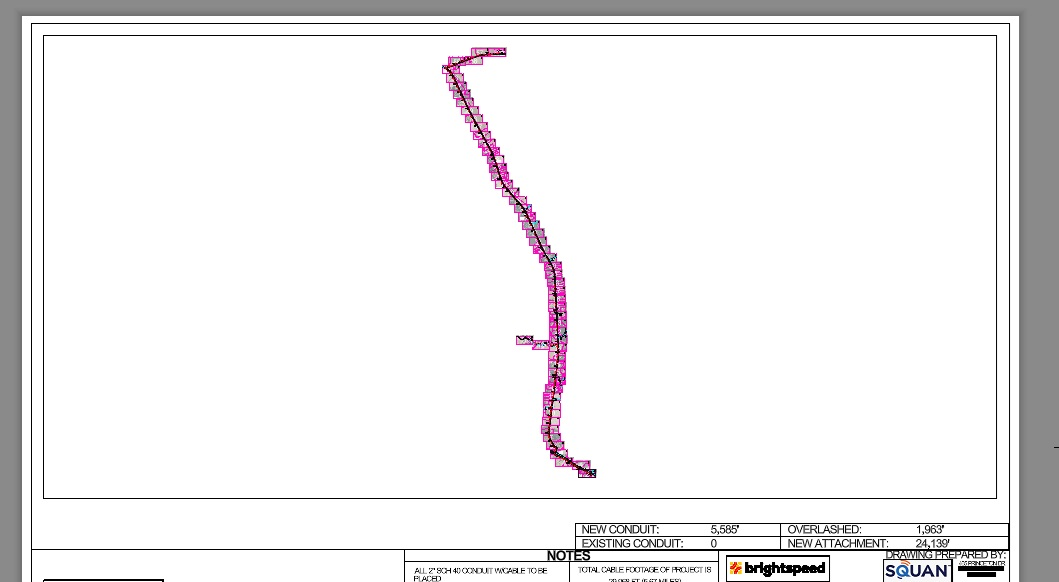 NEW CONDUIT: 5,585' OVERLASHED: 1,963'
EXISTING CONDUIT: 0 NEW ATTACHMENT: 24,139'
NOTES
DRAWING PREPARED BY:
ALL 2" SCH 40 CONDUIT W/CABLE TO BE
PLACED
TOTAL CABLE FOOTAGE OF PROJECT IS
brightspeed
SQUAN